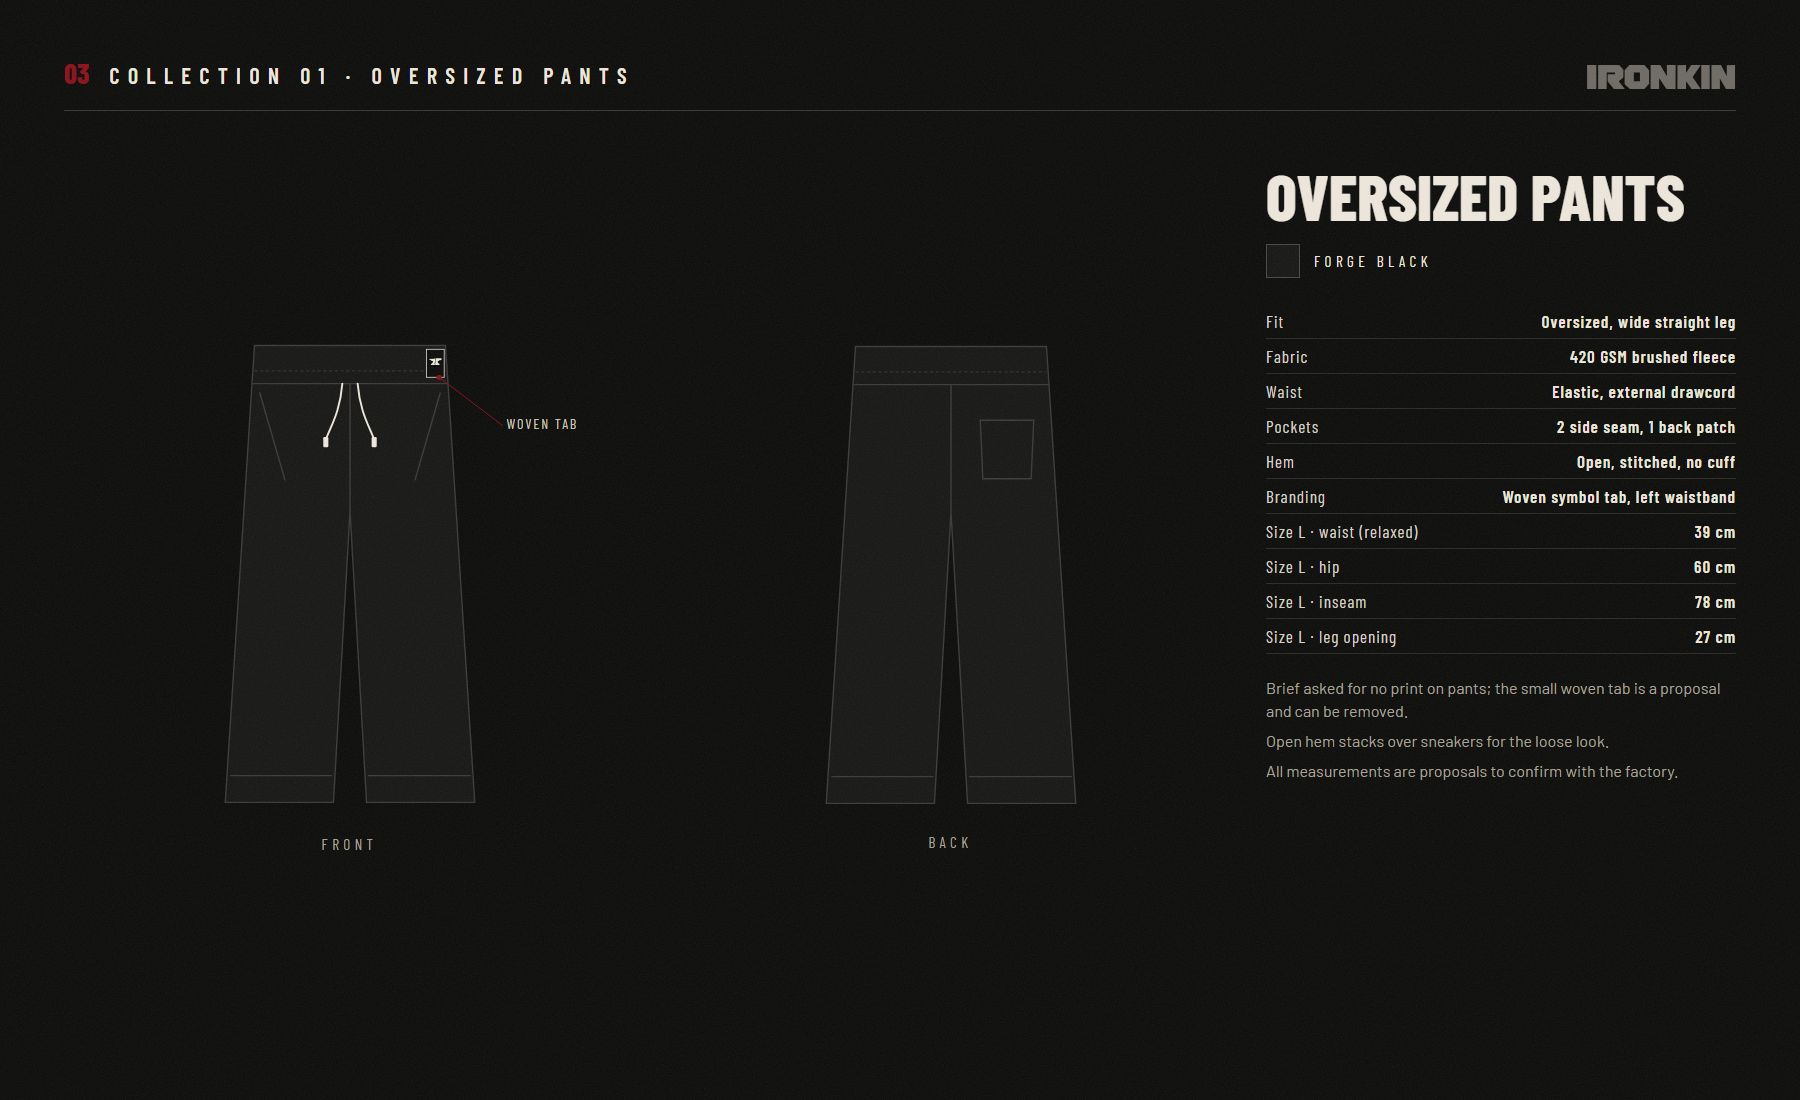 03 COLLECTION 01 · OVERSIZED PANTS
IRONKIN
OVERSIZED PANTS
FORGE BLACK
Fit Oversized, wide straight leg
Fabric 420 GSM brushed fleece
Waist Elastic, external drawcord
Pockets 2 side seam, 1 back patch
Hem Open, stitched, no cuff
Branding Woven symbol tab, left waistband
Size L · waist (relaxed) 39 cm
Size L · hip 60 cm
Size L · inseam 78 cm
Size L · leg opening 27 cm
Brief asked for no print on pants; the small woven tab is a proposal
and can be removed.
Open hem stacks over sneakers for the loose look.
All measurements are proposals to confirm with the factory.
WOVEN TAB
FRONT
BACK